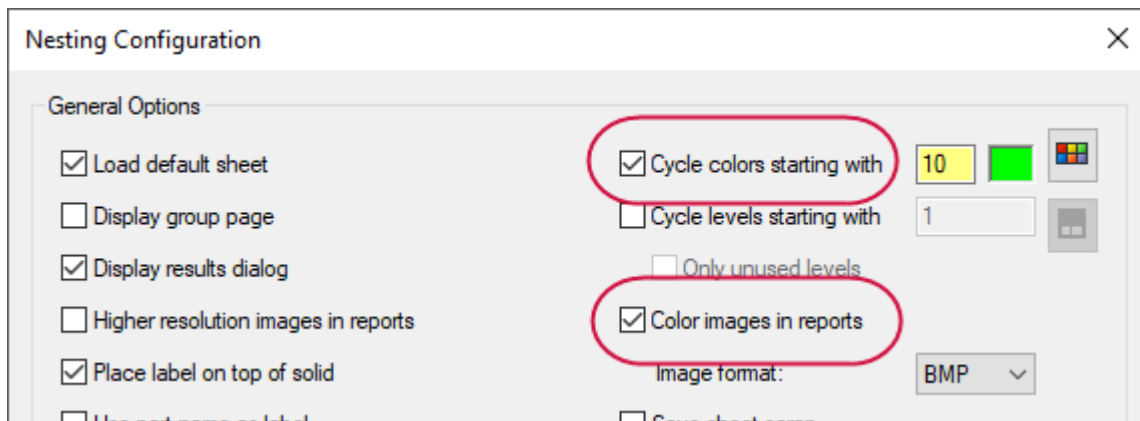 Nesting Configuration
General Options
Load default sheet
Cycle colors starting with 10
Display group page
Cycle levels starting with 1
Display results dialog
Only unused levels
Higher resolution images in reports
Color images in reports
Place label on top of solid
Image format: BMP